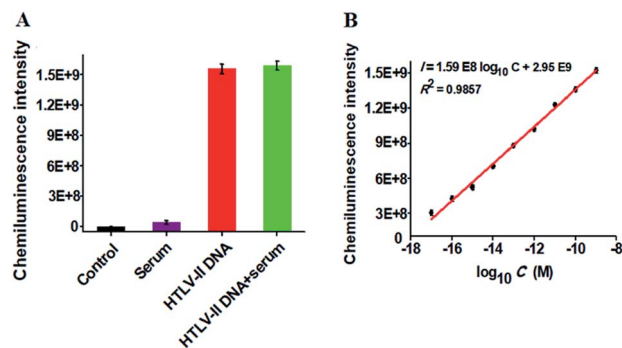 A
Chemiluminescence intensity
1.5E+9
1.2E+9
9E+8
6E+8
3E+8
0
Control
Serum
HTLV-II DNA
HTLV-II DNA+serum
B
Chemiluminescence intensity
I = 1.59 E8 log10 C + 2.95 E9
R² = 0.9857
1.5E+9
1.2E+9
9E+8
6E+8
3E+8
0
-18 -16 -14 -12 -10 -8
log10 C (M)